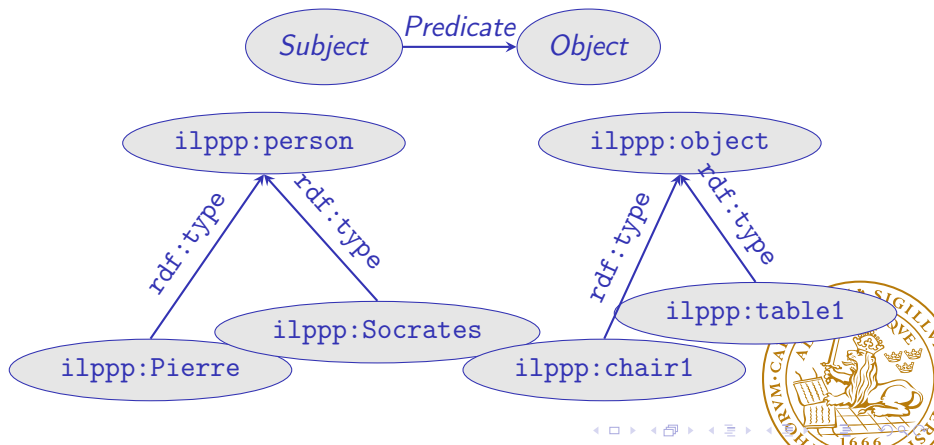 Predicate
Subject Object
ilppp:person ilppp:object
rdf:type rdf:type rdf:type rdf:type
ilppp:Socrates ilppp:table1
ilppp:Pierre ilppp:chair1
1666